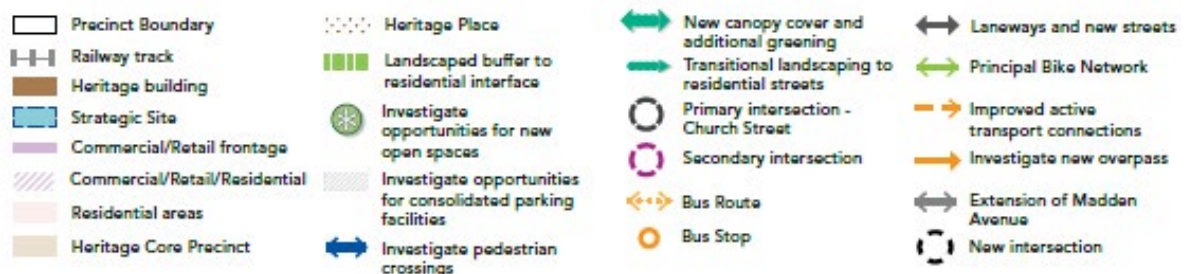 Precinct Boundary
Railway track
Heritage building
Strategic Site
Commercial/Retail frontage
Commercial/Retail/Residential
Residential areas
Heritage Core Precinct
Heritage Place
Landscaped buffer to
residential interface
Investigate
opportunities for new
open spaces
Investigate opportunities
for consolidated parking
facilities
Investigate pedestrian
crossings
New canopy cover and
additional greening
Transitional landscaping to
residential streets
Primary intersection -
Church Street
Secondary intersection
Bus Route
Bus Stop
Laneways and new streets
Principal Bike Network
Improved active
transport connections
Investigate new overpass
Extension of Madden
Avenue
New intersection